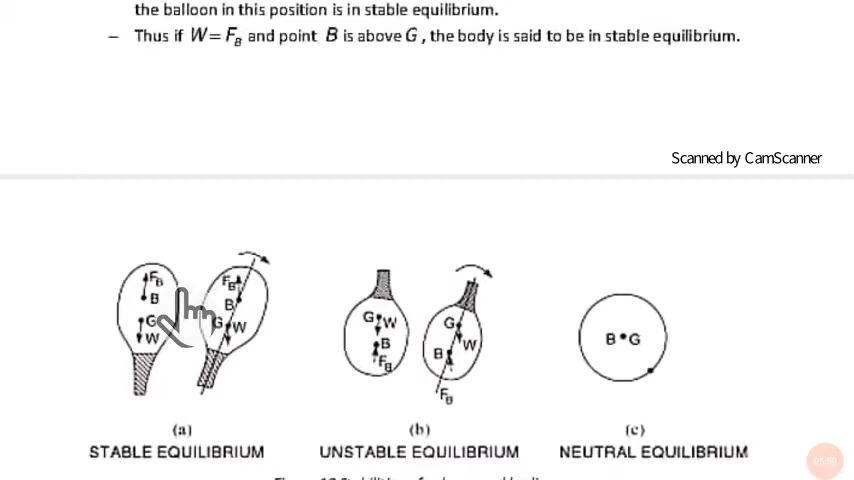 the balloon in this position is in stable equilibrium.
– Thus if W = F_B and point B is above G , the body is said to be in stable equilibrium.
Scanned by CamScanner
F_B
B
G
W
F_B
B
G
W
G
W
B
F_B
G
W
B
F_B
B
G
(a)
(b)
(c)
STABLE EQUILIBRIUM
UNSTABLE EQUILIBRIUM
NEUTRAL EQUILIBRIUM